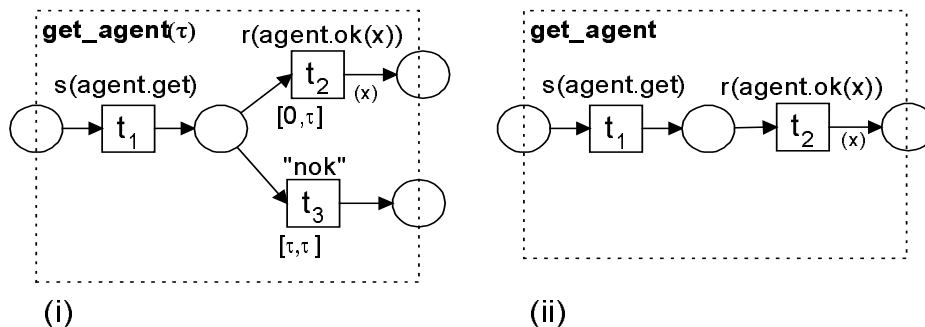 get_agent(τ)
r(agent.ok(x))
s(agent.get)
t₁
t₂
(x)
[0,τ]
"nok"
t₃
[τ,τ]
(i)
get_agent
s(agent.get)
r(agent.ok(x))
t₁
t₂
(x)
(ii)